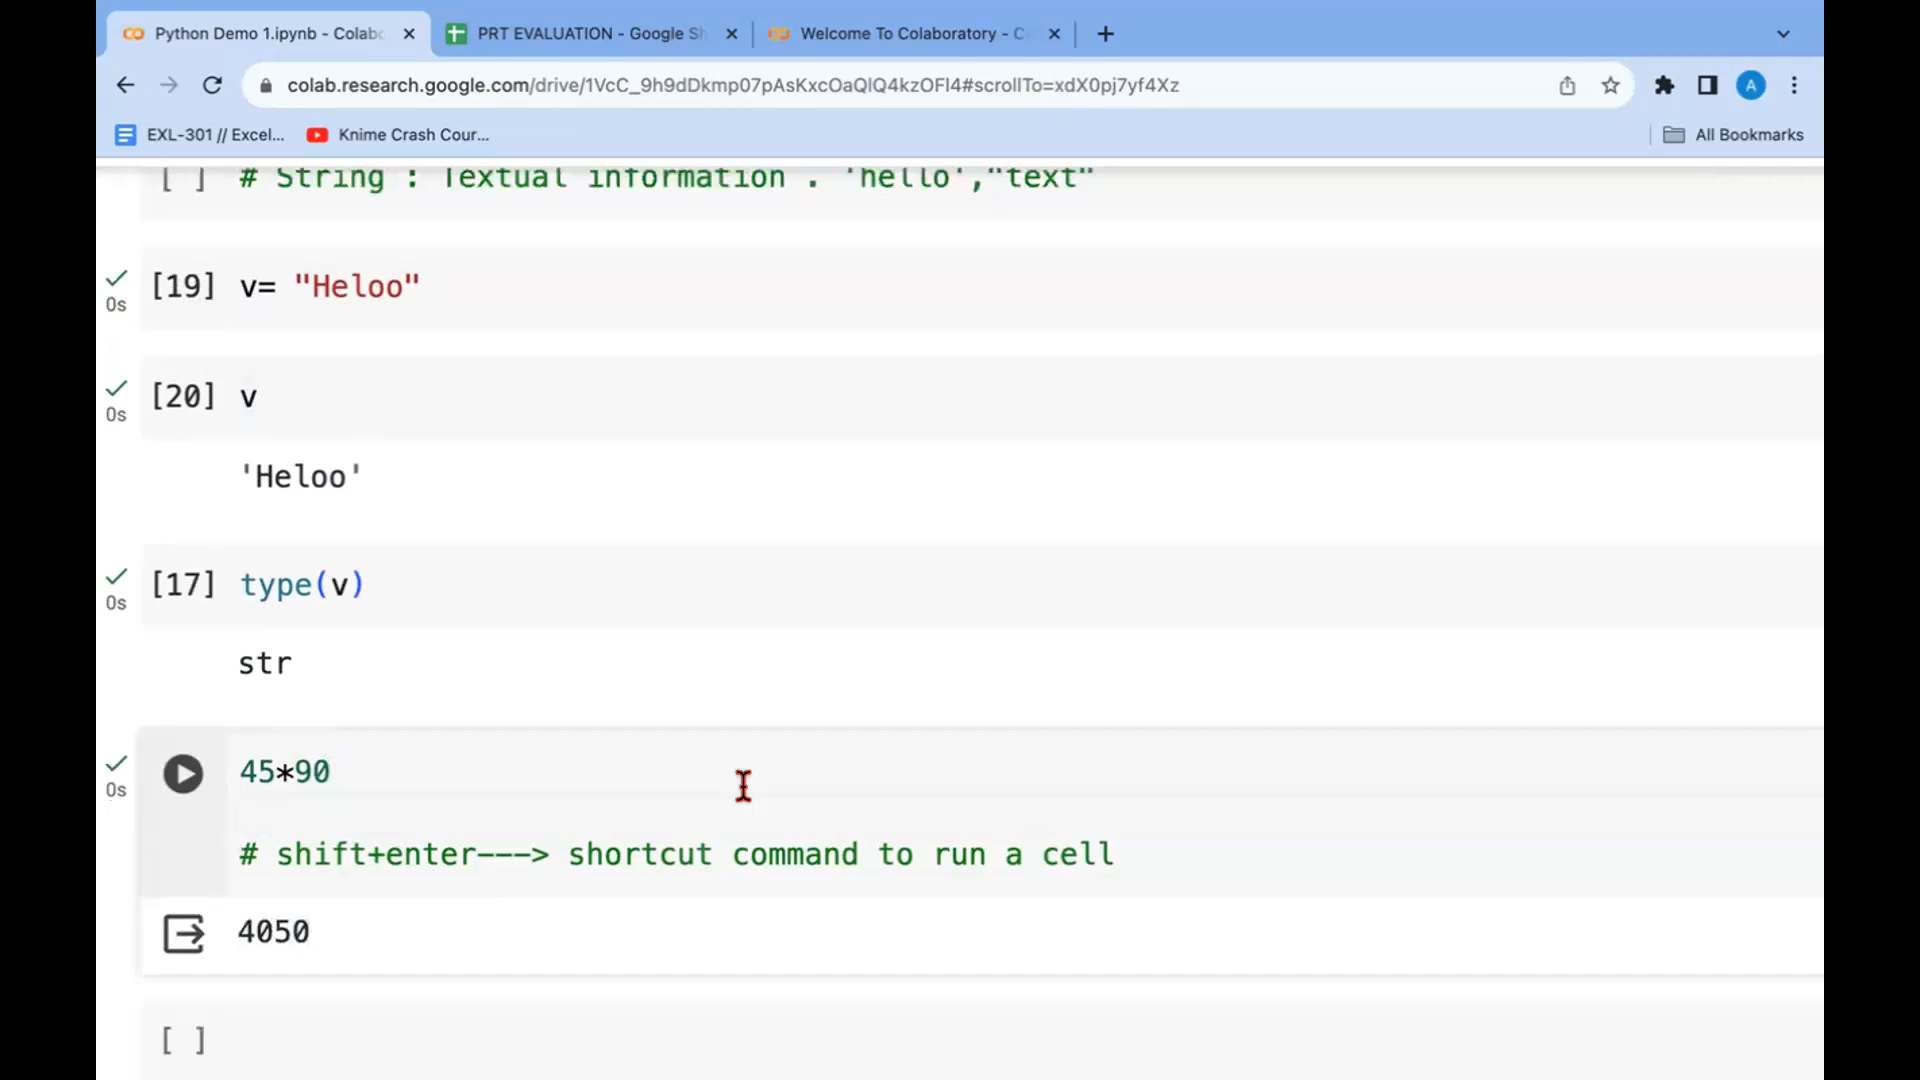 Python Demo 1.ipynb - Colab
PRT EVALUATION - Google Sh
Welcome To Colaboratory - C
colab.research.google.com/drive/1VcC_9h9dDkmp07pAsKxcOaQlQ4kzOFI4#scrollTo=xdX0pj7yf4Xz
A
EXL-301 // Excel...
Knime Crash Cour...
All Bookmarks
[ ] # String : Textual information . 'hello',"text"
[19] v= "Heloo"
0s
[20] v
0s
'Heloo'
[17] type(v)
0s
str
45*90
0s
# shift+enter---> shortcut command to run a cell
4050
[ ]